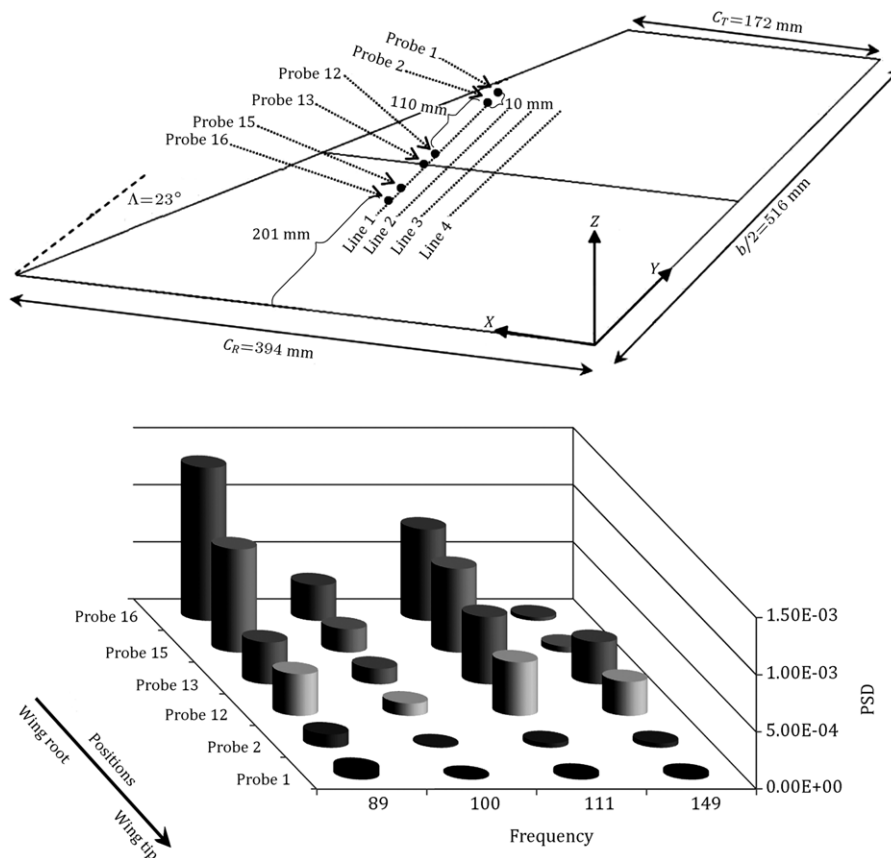 C_T=172 mm
Probe 1
Probe 2
Probe 12
Probe 13
Probe 15
Probe 16
110 mm
10 mm
Λ=23°
201 mm
Line 1
Line 2
Line 3
Line 4
Z
Y
X
b/2=516 mm
C_R=394 mm
Probe 16
Probe 15
Probe 13
Probe 12
Probe 2
Probe 1
1.50E-03
1.00E-03
5.00E-04
0.00E+00
PSD
89
100
111
149
Frequency
Wing root
Positions
Wing tip